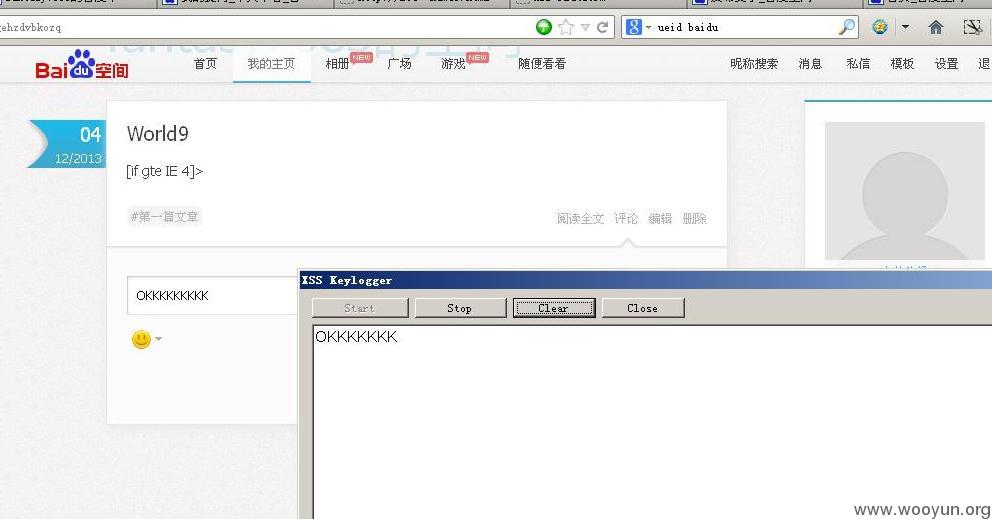 ehzdvbkozq
ueid baidu
Bai du 空间
首页 我的主页 相册 NEW 广场 游戏 NEW 随便看看 昵称搜索 消息 私信 模板 设置 退
04
12/2013
World9
[if gte IE 4]>
#第一篇文章
阅读全文 评论 编辑 删除
OKKKKKKKKK
XSS Keylogger
Start Stop Clear Close
OKKKKKKK
www.wooyun.org